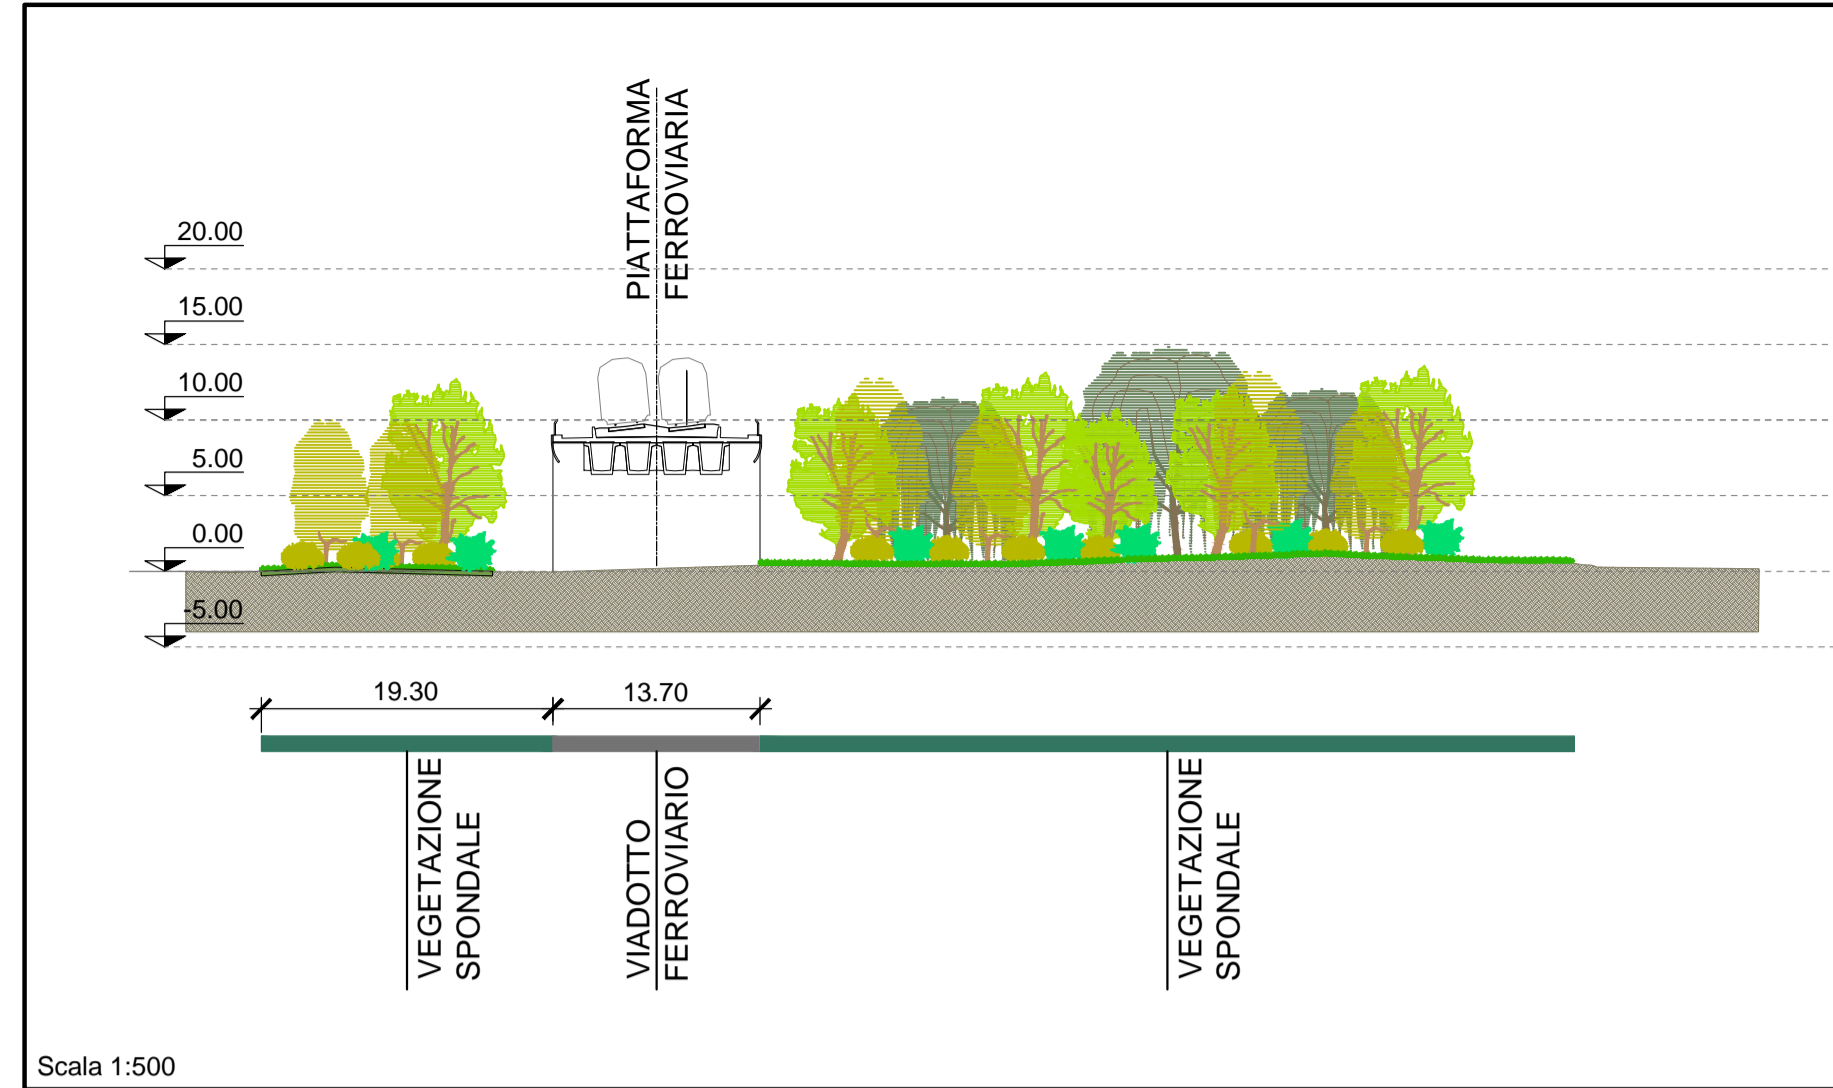 PIATTAFORMA
FERROVIARIA
20.00
15.00
10.00
5.00
0.00
-5.00
19.30
13.70
VEGETAZIONE
SPONDALE
VIADOTTO
FERROVIARIO
VEGETAZIONE
SPONDALE
Scala 1:500